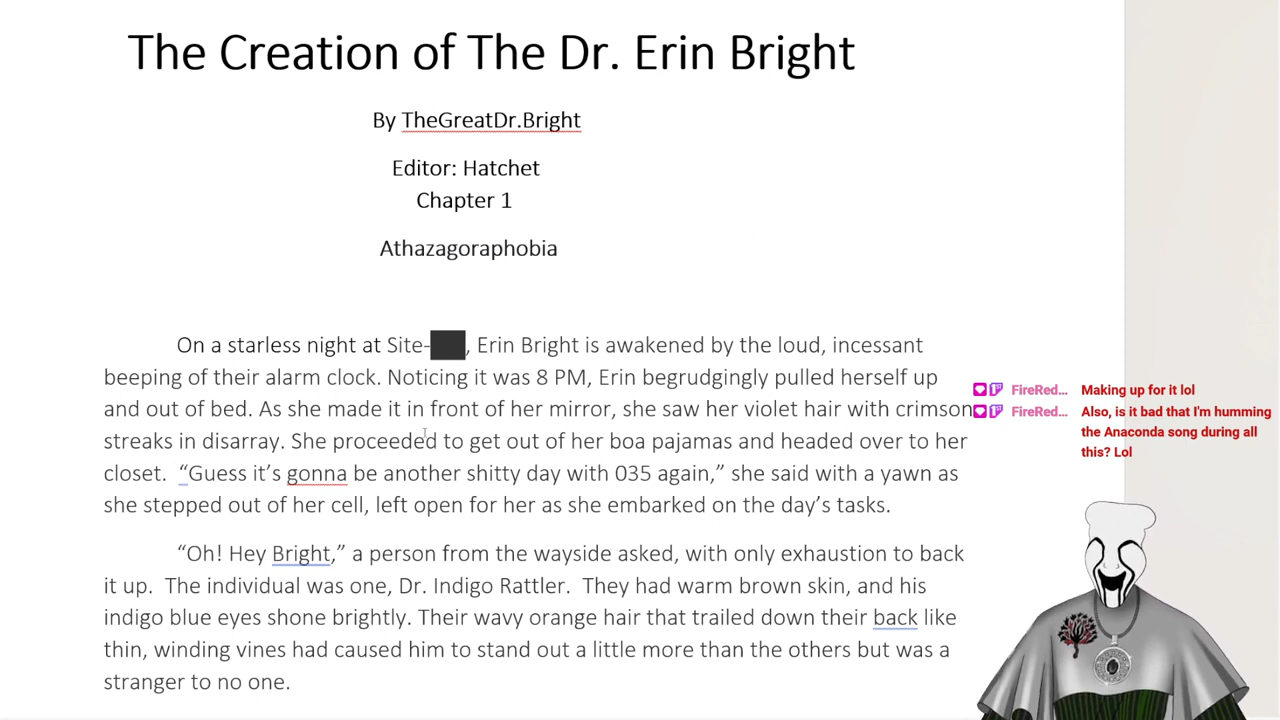 The Creation of The Dr. Erin Bright
By TheGreatDr.Bright
Editor: Hatchet
Chapter 1
Athazagoraphobia
On a starless night at Site-, Erin Bright is awakened by the loud, incessant
beeping of their alarm clock. Noticing it was 8 PM, Erin begrudgingly pulled herself up
and out of bed. As she made it in front of her mirror, she saw her violet hair with crimson
streaks in disarray. She proceeded to get out of her boa pajamas and headed over to her
closet.  “Guess it’s gonna be another shitty day with 035 again,” she said with a yawn as
she stepped out of her cell, left open for her as she embarked on the day’s tasks.
“Oh! Hey Bright,” a person from the wayside asked, with only exhaustion to back
it up.  The individual was one, Dr. Indigo Rattler.  They had warm brown skin, and his
indigo blue eyes shone brightly. Their wavy orange hair that trailed down their back like
thin, winding vines had caused him to stand out a little more than the others but was a
stranger to no one.
FireRed… Making up for it lol
FireRed… Also, is it bad that I'm humming
the Anaconda song during all
this? Lol